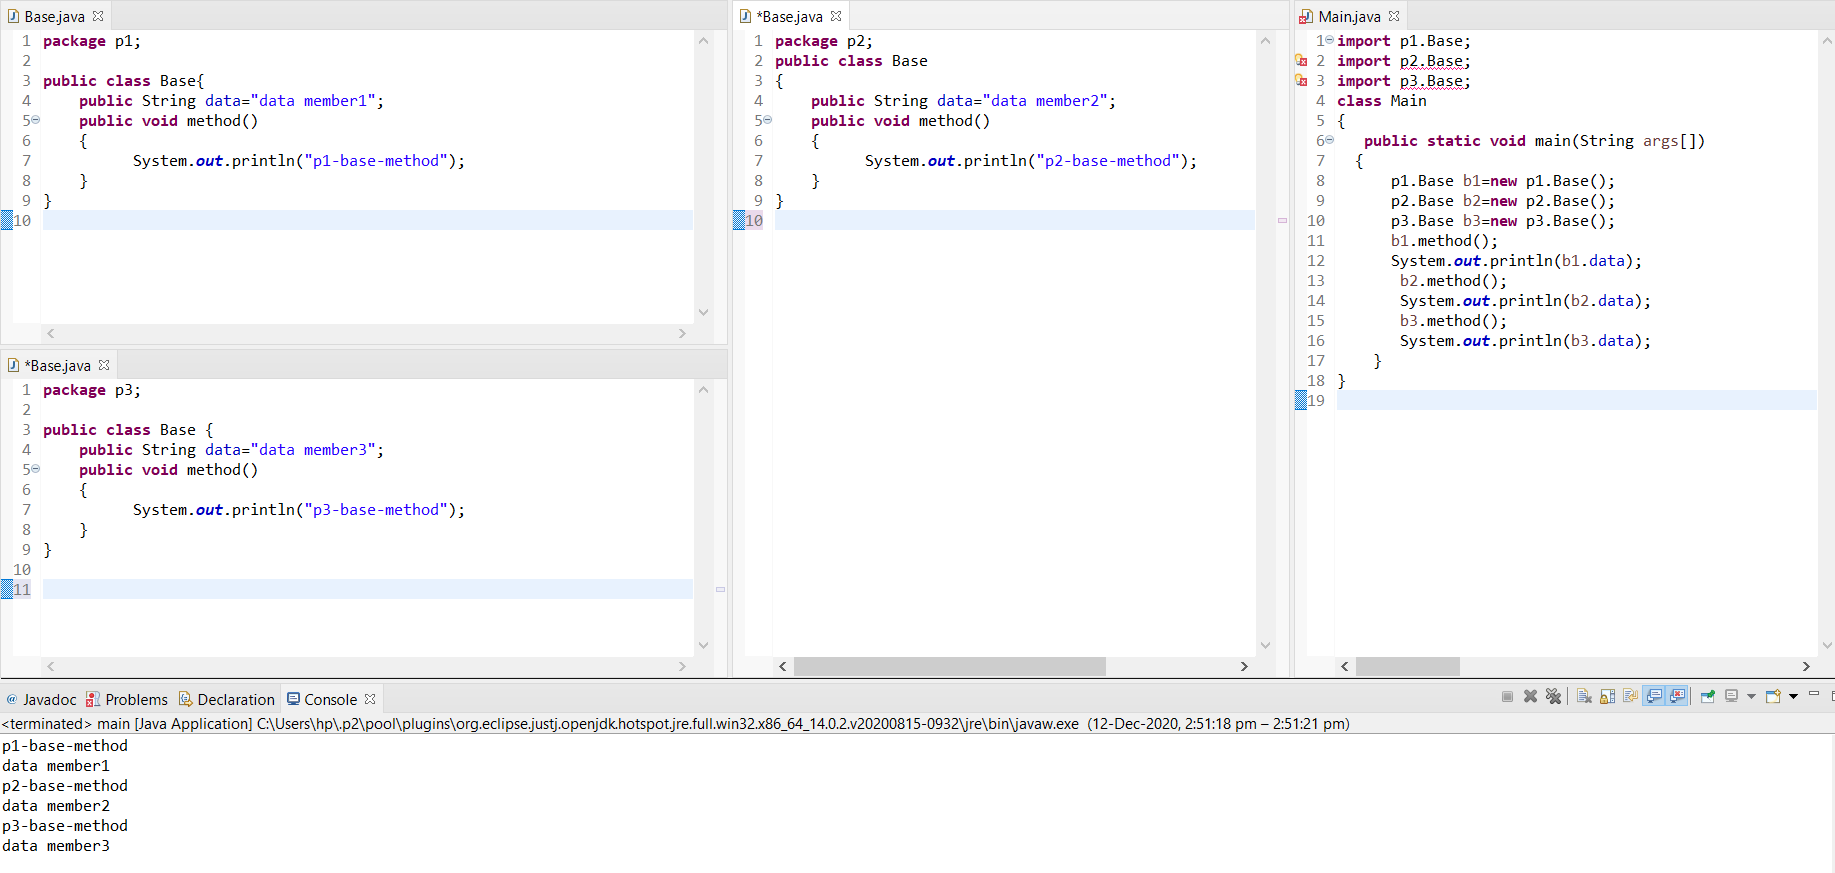 Base.java
1 package p1;
2
3 public class Base{
4     public String data="data member1";
5     public void method()
6     {
7           System.out.println("p1-base-method");
8     }
9 }
10
*Base.java
1 package p3;
2
3 public class Base {
4     public String data="data member3";
5     public void method()
6     {
7           System.out.println("p3-base-method");
8     }
9 }
10
11
*Base.java
1 package p2;
2 public class Base
3 {
4     public String data="data member2";
5     public void method()
6     {
7           System.out.println("p2-base-method");
8     }
9 }
10
Main.java
1 import p1.Base;
2 import p2.Base;
3 import p3.Base;
4 class Main
5 {
6    public static void main(String args[])
7   {
8       p1.Base b1=new p1.Base();
9       p2.Base b2=new p2.Base();
10       p3.Base b3=new p3.Base();
11       b1.method();
12       System.out.println(b1.data);
13        b2.method();
14        System.out.println(b2.data);
15        b3.method();
16        System.out.println(b3.data);
17     }
18 }
19
@ Javadoc Problems Declaration Console
<terminated> main [Java Application] C:\Users\hp\.p2\pool\plugins\org.eclipse.justj.openjdk.hotspot.jre.full.win32.x86_64_14.0.2.v20200815-0932\jre\bin\javaw.exe (12-Dec-2020, 2:51:18 pm – 2:51:21 pm)
p1-base-method
data member1
p2-base-method
data member2
p3-base-method
data member3